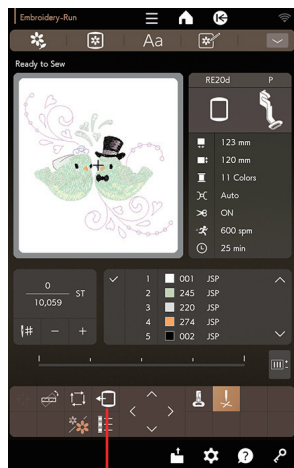 Embroidery-Run
Aa
Ready to Sew
RE20d P
123 mm
120 mm
11 Colors
Auto
ON
600 spm
25 min
0
10,059
ST
1 001 JSP
2 245 JSP
3 220 JSP
4 274 JSP
5 002 JSP
#
− +
?